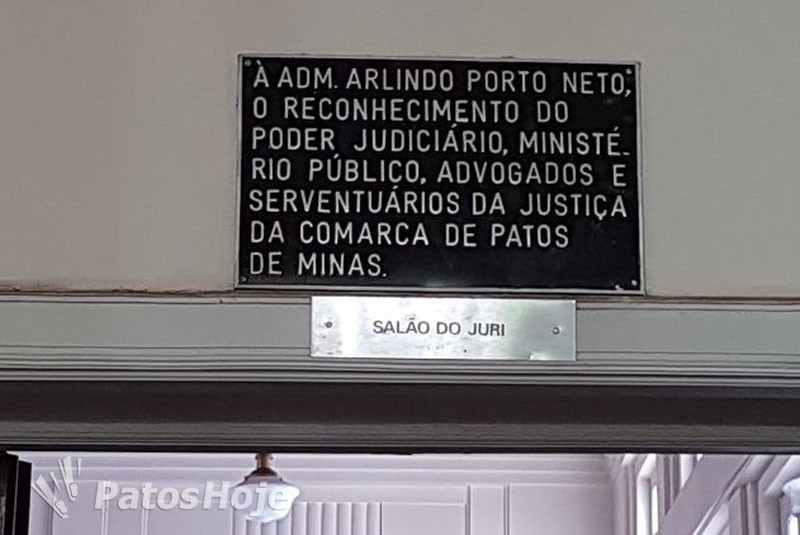 À ADM. ARLINDO PORTO NETO,
O RECONHECIMENTO DO
PODER JUDICIÁRIO, MINISTÉ-
RIO PÚBLICO, ADVOGADOS E
SERVENTUÁRIOS DA JUSTIÇA
DA COMARCA DE PATOS
DE MINAS.
SALÃO DO JURI
PatosHoje